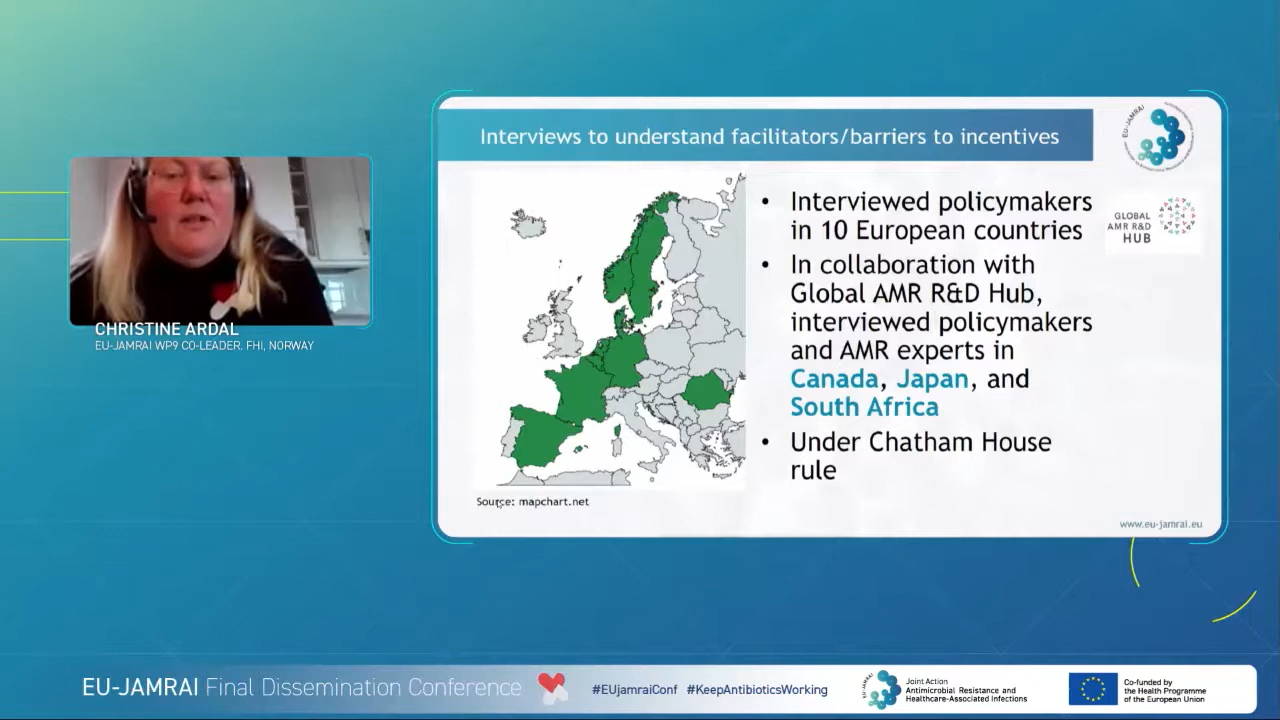 Interviews to understand facilitators/barriers to incentives
EU-JAMRAI
• Interviewed policymakers
in 10 European countries
• In collaboration with
Global AMR R&D Hub,
interviewed policymakers
and AMR experts in
Canada, Japan, and
South Africa
• Under Chatham House
rule
GLOBAL
AMR R&D
HUB
Source: mapchart.net
www.eu-jamrai.eu
CHRISTINE ARDAL
EU-JAMRAI WP9 CO-LEADER. FHI, NORWAY
EU-JAMRAI Final Dissemination Conference
#EUjamraiConf #KeepAntibioticsWorking
EU-JAMRAI
Joint Action
Antimicrobial Resistance and
Healthcare-Associated Infections
Co-funded by
the Health Programme
of the European Union